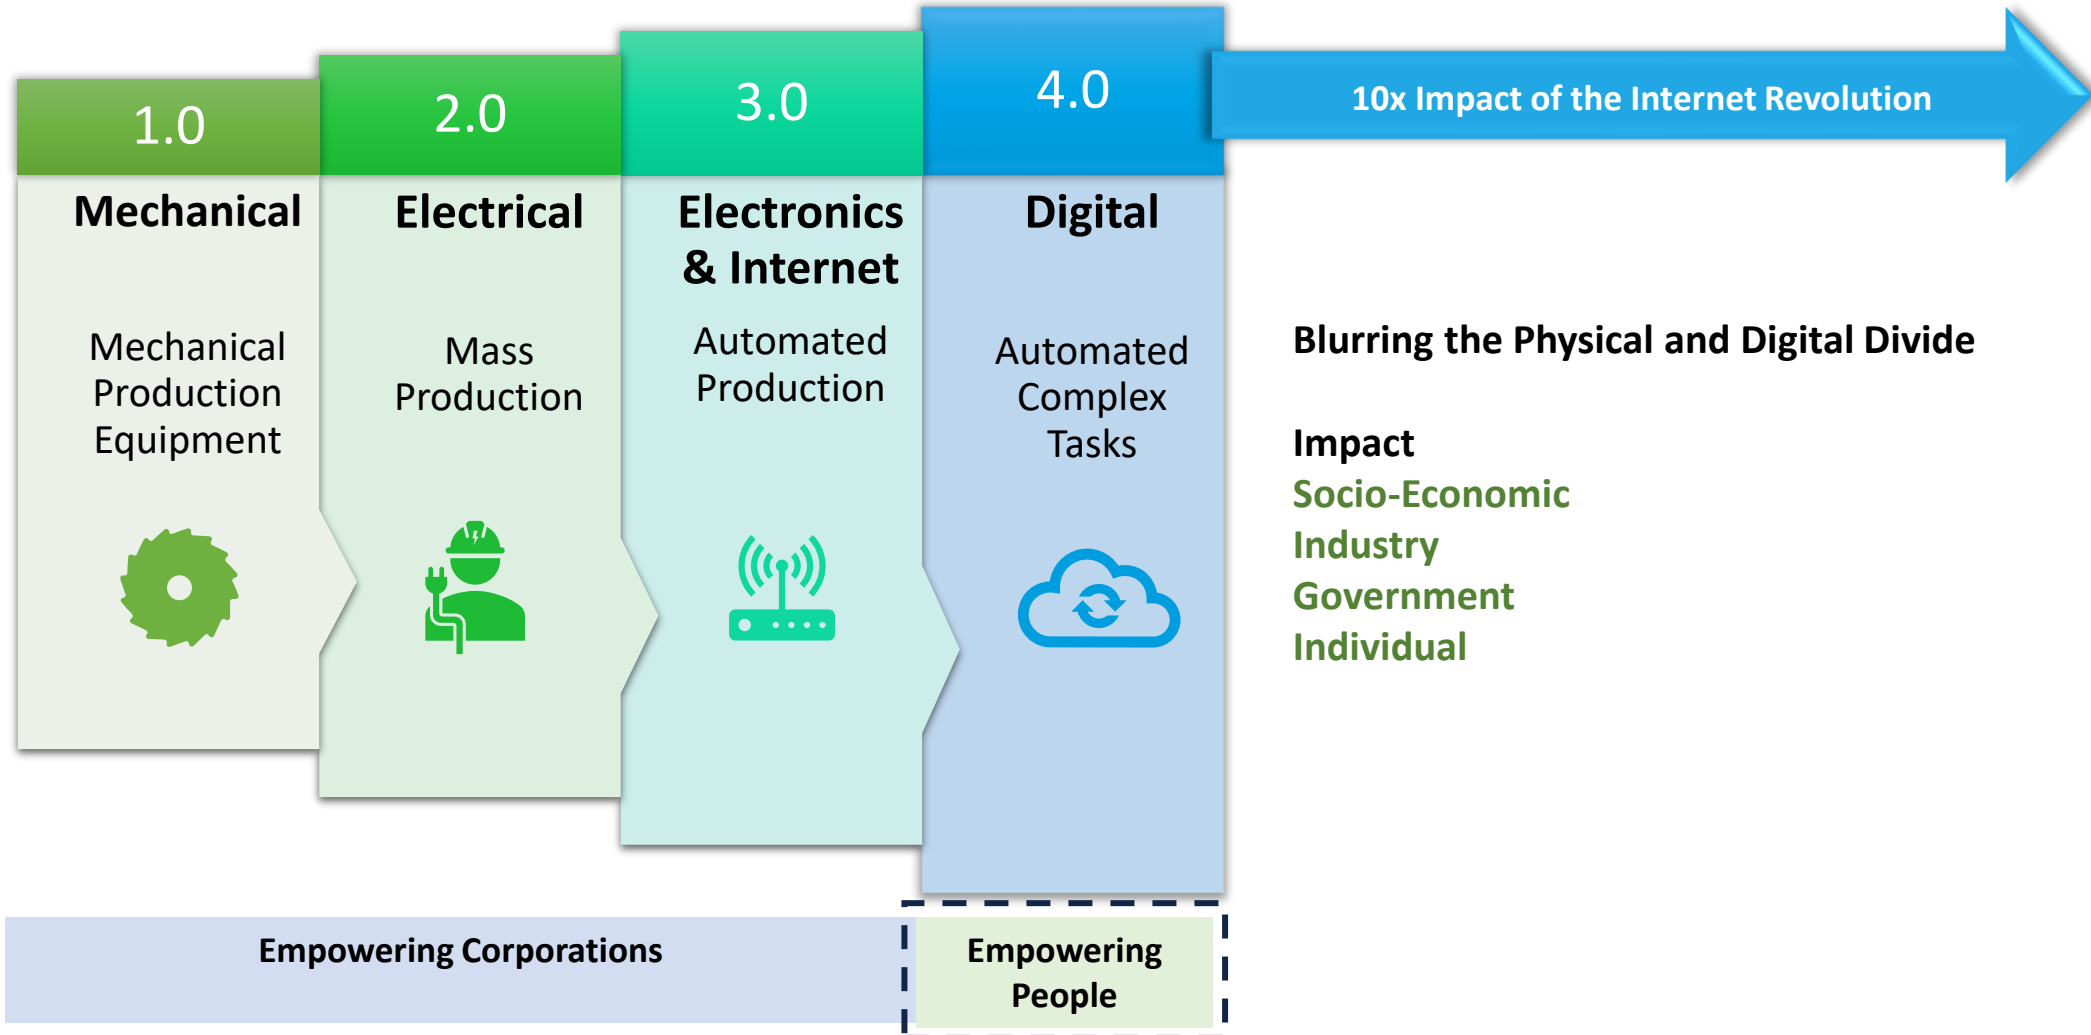 1.0
Mechanical
Mechanical
Production
Equipment
2.0
Electrical
Mass
Production
3.0
Electronics
& Internet
Automated
Production
4.0
Digital
Automated
Complex
Tasks
10x Impact of the Internet Revolution
Blurring the Physical and Digital Divide
Impact
Socio-Economic
Industry
Government
Individual
Empowering Corporations
Empowering
People